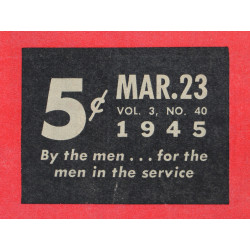 5¢ MAR.23
VOL. 3, NO. 40
1945
By the men ... for the
men in the service